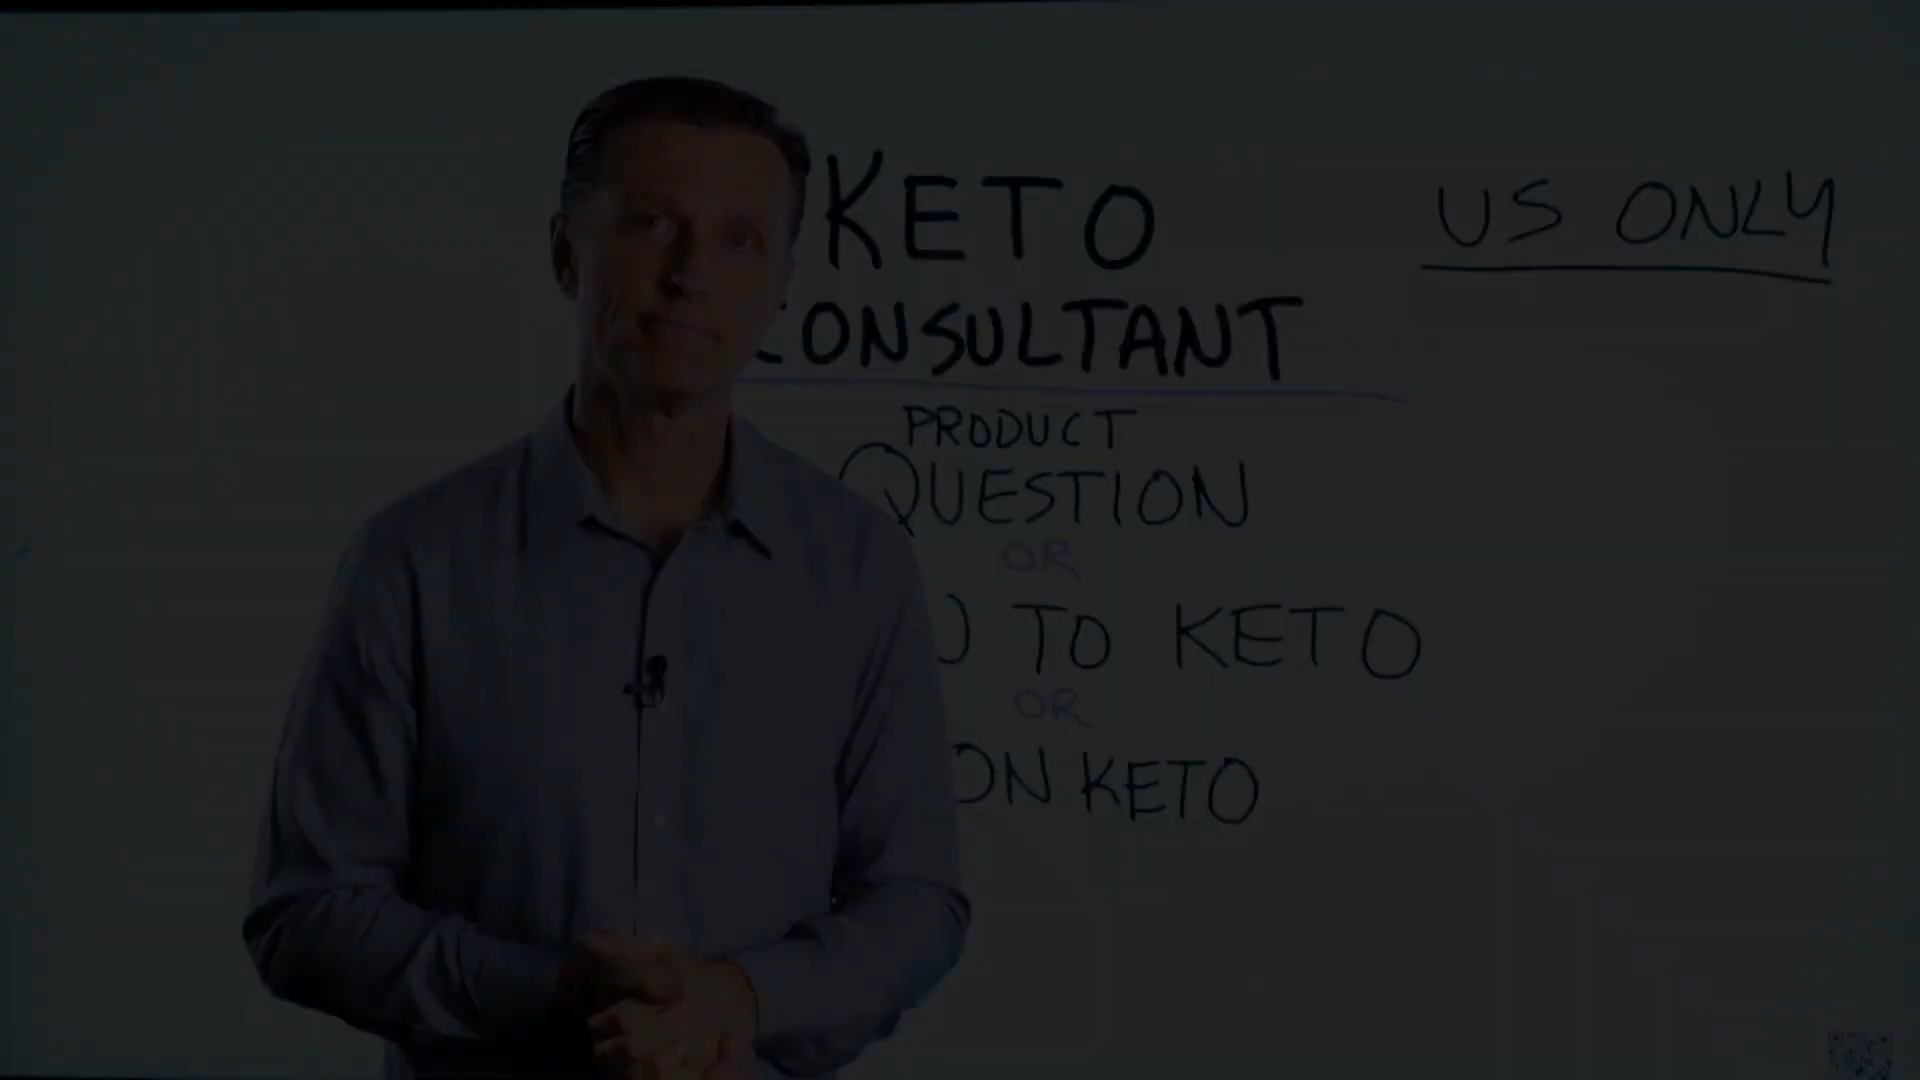 KETO
US ONLY
CONSULTANT
PRODUCT
QUESTION
OR
TO KETO
OR
ON KETO